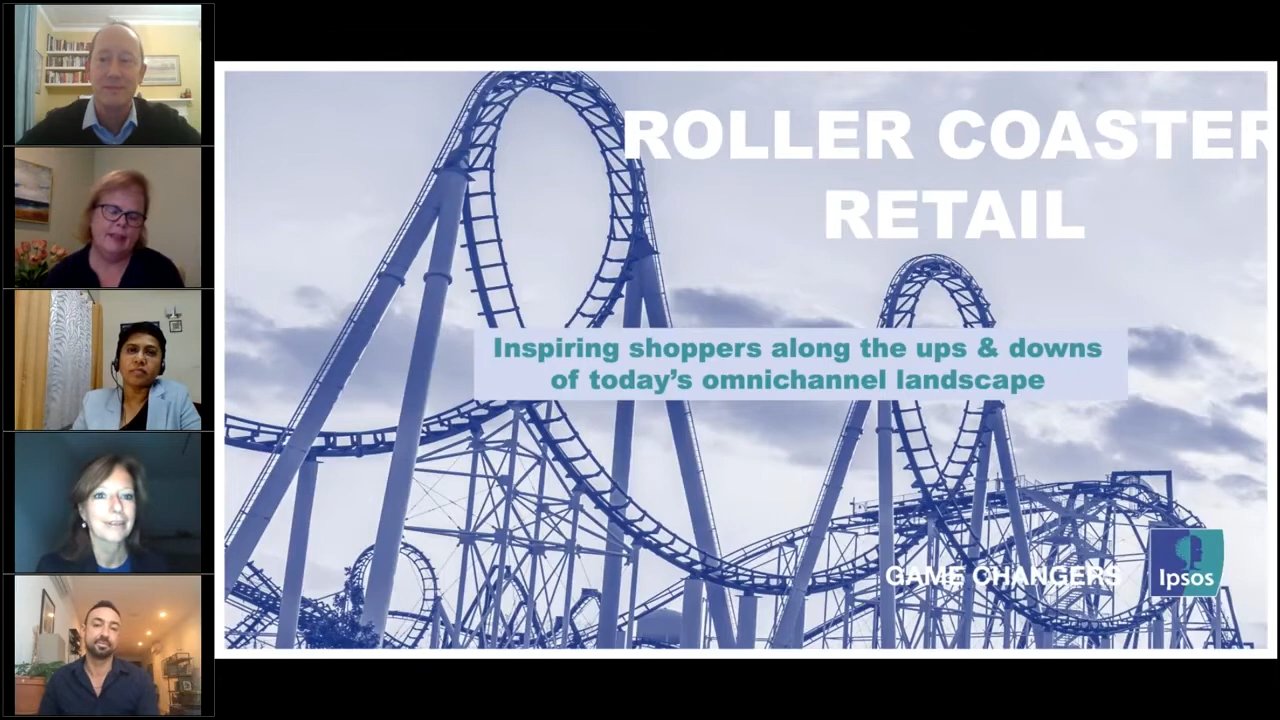 ROLLER COASTER
RETAIL
Inspiring shoppers along the ups & downs
of today's omnichannel landscape
GAME CHANGERS
Ipsos